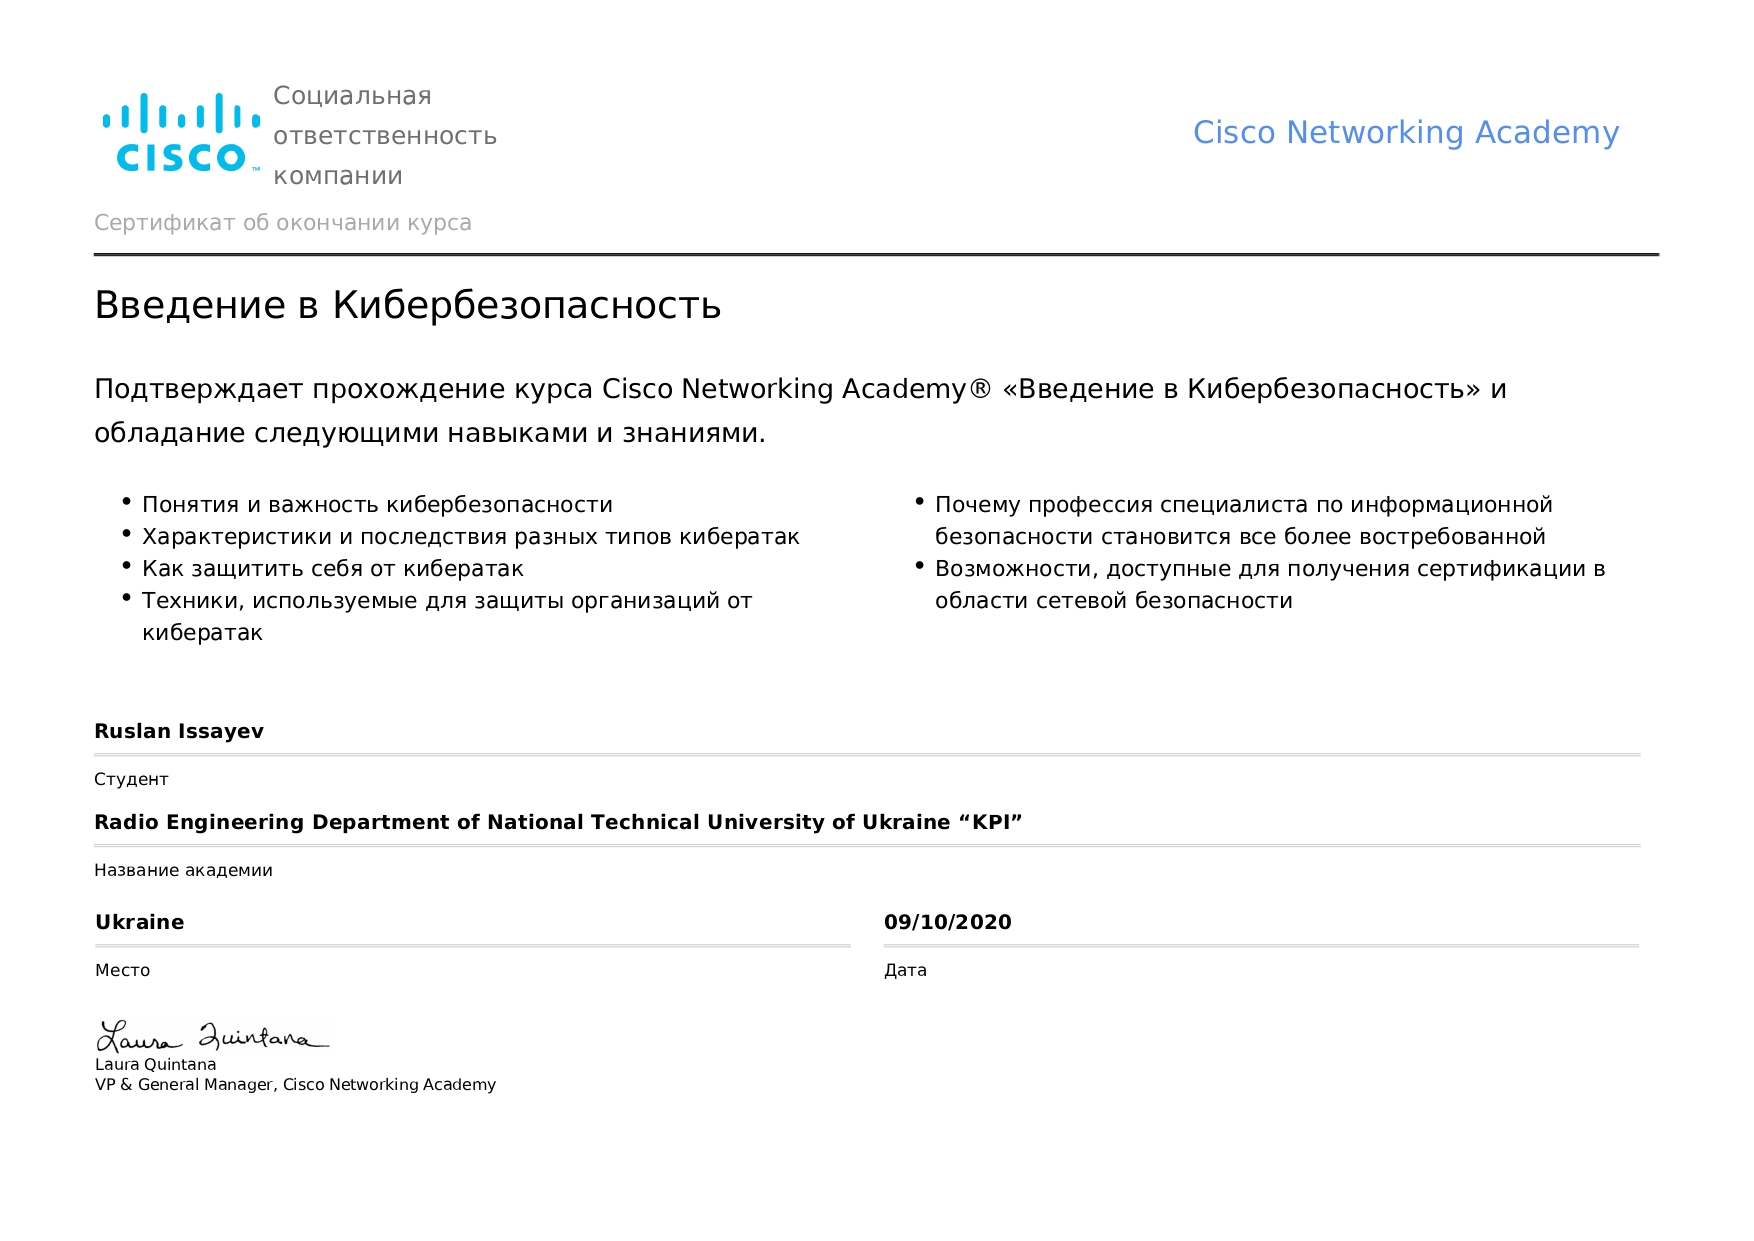 cisco™
Социальная
ответственность
компании
Cisco Networking Academy
Сертификат об окончании курса
Введение в Кибербезопасность
Подтверждает прохождение курса Cisco Networking Academy® «Введение в Кибербезопасность» и
обладание следующими навыками и знаниями.
• Понятия и важность кибербезопасности
• Характеристики и последствия разных типов кибератак
• Как защитить себя от кибератак
• Техники, используемые для защиты организаций от
кибератак
• Почему профессия специалиста по информационной
безопасности становится все более востребованной
• Возможности, доступные для получения сертификации в
области сетевой безопасности
Ruslan Issayev
Студент
Radio Engineering Department of National Technical University of Ukraine “KPI”
Название академии
Ukraine
Место
09/10/2020
Дата
Laura Quintana
Laura Quintana
VP & General Manager, Cisco Networking Academy